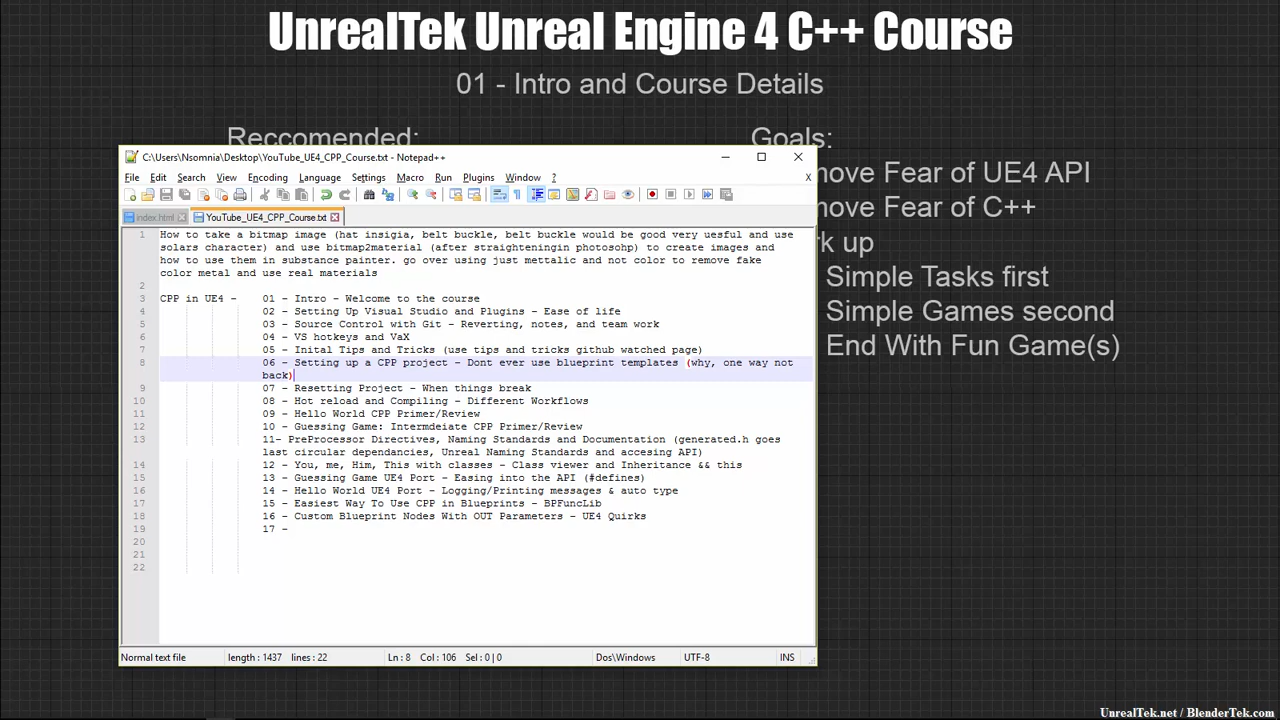 UnrealTek Unreal Engine 4 C++ Course
01 - Intro and Course Details
Reccomended:
Goals:
move Fear of UE4 API
move Fear of C++
rk up
Simple Tasks first
Simple Games second
End With Fun Game(s)
C:\Users\Nsomnia\Desktop\YouTube_UE4_CPP_Course.txt - Notepad++
File Edit Search View Encoding Language Settings Macro Run Plugins Window ? X
index.html YouTube_UE4_CPP_Course.txt
1 How to take a bitmap image (hat insigia, belt buckle, belt buckle would be good very uesful and use
solars character) and use bitmap2material (after straighteningin photosohp) to create images and
how to use them in substance painter. go over using just mettalic and not color to remove fake
color metal and use real materials
2
3 CPP in UE4 - 01 - Intro - Welcome to the course
4 02 - Setting Up Visual Studio and Plugins - Ease of life
5 03 - Source Control with Git - Reverting, notes, and team work
6 04 - VS hotkeys and VaX
7 05 - Inital Tips and Tricks (use tips and tricks github watched page)
8 06 - Setting up a CPP project - Dont ever use blueprint templates (why, one way not
back)
9 07 - Resetting Project - When things break
10 08 - Hot reload and Compiling - Different Workflows
11 09 - Hello World CPP Primer/Review
12 10 - Guessing Game: Intermdeiate CPP Primer/Review
13 11- PreProcessor Directives, Naming Standards and Documentation (generated.h goes
last circular dependancies, Unreal Naming Standards and accesing API)
14 12 - You, me, Him, This with classes - Class viewer and Inheritance && this
15 13 - Guessing Game UE4 Port - Easing into the API (#defines)
16 14 - Hello World UE4 Port - Logging/Printing messages & auto type
17 15 - Easiest Way To Use CPP in Blueprints - BPFuncLib
18 16 - Custom Blueprint Nodes With OUT Parameters - UE4 Quirks
19 17 -
20
21
22
Normal text file length : 1437 lines : 22 Ln : 8 Col : 106 Sel : 0 | 0 Dos\Windows UTF-8 INS
UnrealTek.net / BlenderTek.com